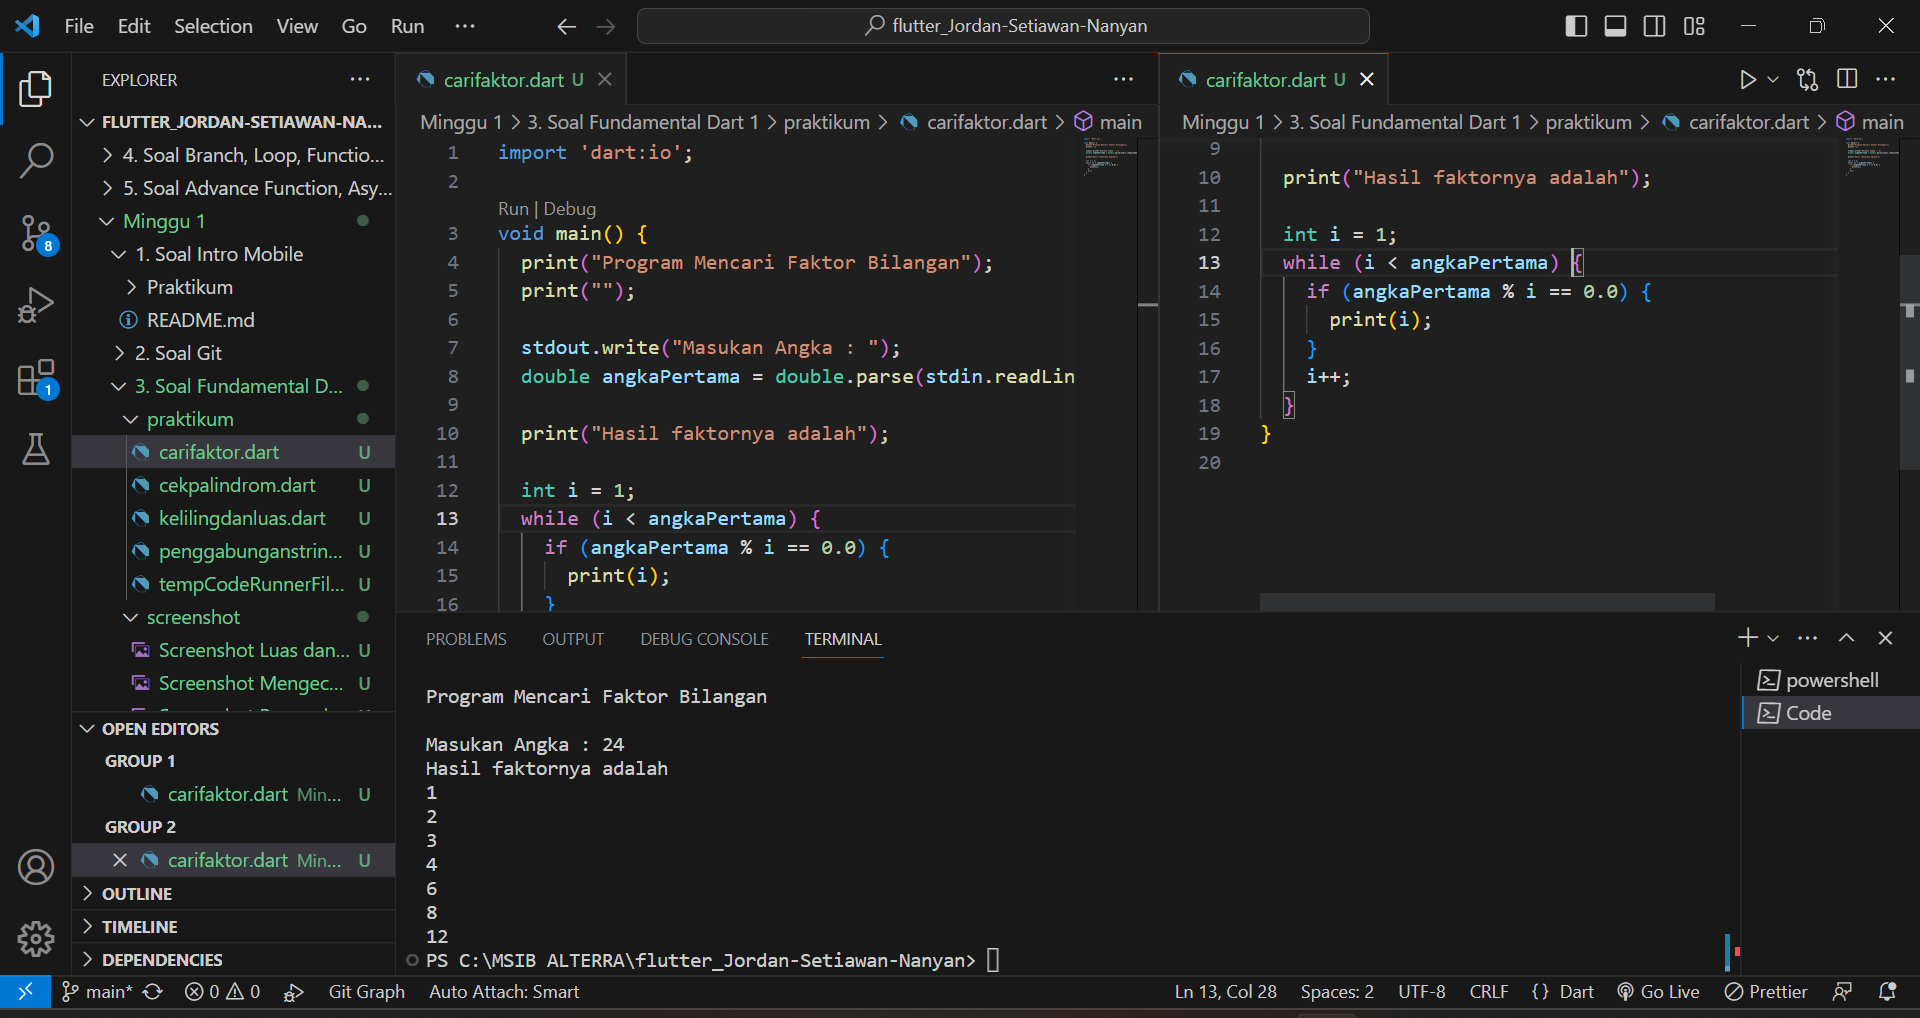 File Edit Selection View Go Run ··· flutter_Jordan-Setiawan-Nanyan
EXPLORER
FLUTTER_JORDAN-SETIAWAN-NA...
4. Soal Branch, Loop, Functio...
5. Soal Advance Function, Asy...
Minggu 1
1. Soal Intro Mobile
Praktikum
README.md
2. Soal Git
3. Soal Fundamental D...
praktikum
carifaktor.dart U
cekpalindrom.dart U
kelilingdanluas.dart U
penggabunganstrin... U
tempCodeRunnerFil... U
screenshot
Screenshot Luas dan... U
Screenshot Mengec... U
OPEN EDITORS
GROUP 1
carifaktor.dart Min... U
GROUP 2
carifaktor.dart Min... U
OUTLINE
TIMELINE
DEPENDENCIES
8
1
carifaktor.dart U
Minggu 1 > 3. Soal Fundamental Dart 1 > praktikum > carifaktor.dart > main
1 import 'dart:io';
2
Run | Debug
3 void main() {
4 print("Program Mencari Faktor Bilangan");
5 print("");
6
7 stdout.write("Masukan Angka : ");
8 double angkaPertama = double.parse(stdin.readLin
9
10 print("Hasil faktornya adalah");
11
12 int i = 1;
13 while (i < angkaPertama) {
14 if (angkaPertama % i == 0.0) {
15 print(i);
16 }
carifaktor.dart U
Minggu 1 > 3. Soal Fundamental Dart 1 > praktikum > carifaktor.dart > main
9
10 print("Hasil faktornya adalah");
11
12 int i = 1;
13 while (i < angkaPertama) {
14 if (angkaPertama % i == 0.0) {
15 print(i);
16 }
17 i++;
18 }
19 }
20
PROBLEMS OUTPUT DEBUG CONSOLE TERMINAL
Program Mencari Faktor Bilangan
Masukan Angka : 24
Hasil faktornya adalah
1
2
3
4
6
8
12
PS C:\MSIB ALTERRA\flutter_Jordan-Setiawan-Nanyan>
powershell
Code
main* 0 0 Git Graph Auto Attach: Smart Ln 13, Col 28 Spaces: 2 UTF-8 CRLF {} Dart Go Live Prettier